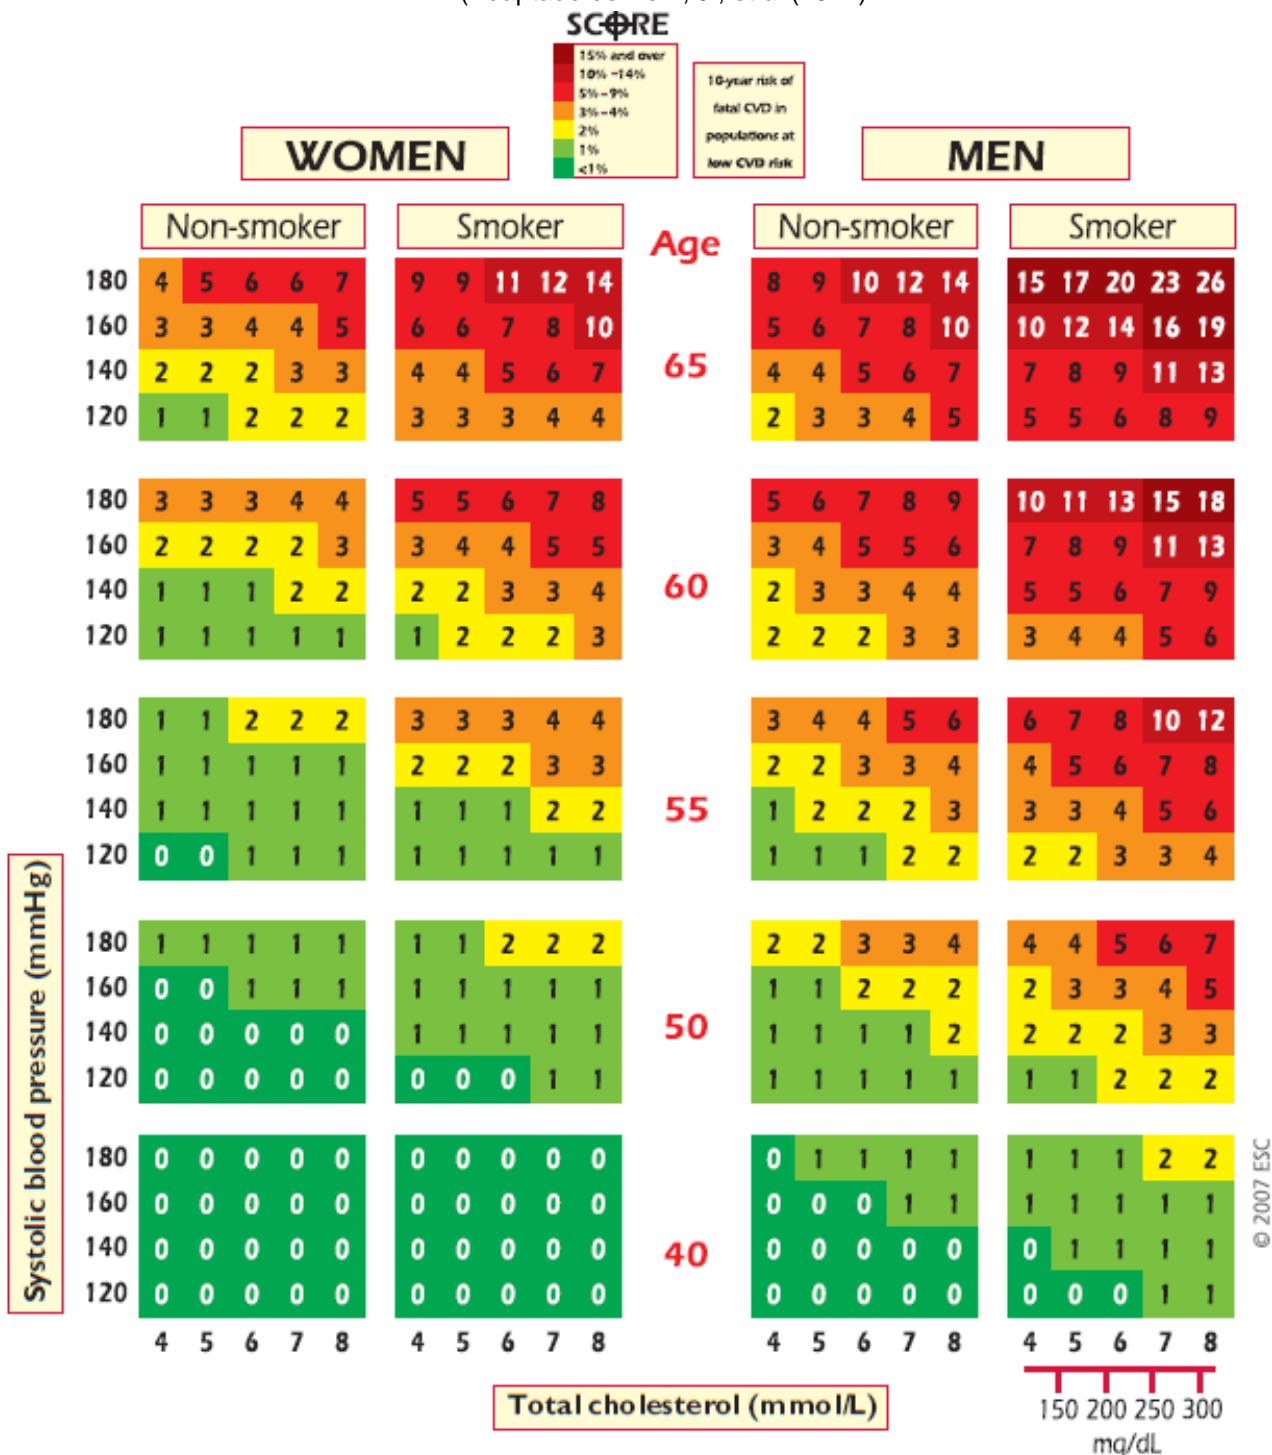 SCORE
15% and over
10%–14%
5%–9%
3%–4%
2%
1%
<1%
10-year risk of
fatal CVD in
populations at
low CVD risk
WOMEN
MEN
Non-smoker Smoker Age Non-smoker Smoker
180 4 5 6 6 7 9 9 11 12 14 8 9 10 12 14 15 17 20 23 26
160 3 3 4 4 5 6 6 7 8 10 5 6 7 8 10 10 12 14 16 19
140 2 2 2 3 3 4 4 5 6 7 65 4 4 5 6 7 7 8 9 11 13
120 1 1 2 2 2 3 3 3 4 4 2 3 3 4 5 5 5 6 8 9
180 3 3 3 4 4 5 5 6 7 8 5 6 7 8 9 10 11 13 15 18
160 2 2 2 2 3 3 4 4 5 5 3 4 5 5 6 7 8 9 11 13
140 1 1 1 2 2 2 2 3 3 4 60 2 3 3 4 4 5 5 6 7 9
120 1 1 1 1 1 1 2 2 2 3 2 2 2 3 3 3 4 4 5 6
180 1 1 2 2 2 3 3 3 4 4 3 4 4 5 6 6 7 8 10 12
160 1 1 1 1 1 2 2 2 3 3 2 2 3 3 4 4 5 6 7 8
140 1 1 1 1 1 1 1 1 2 2 55 1 2 2 2 3 3 3 4 5 6
120 0 0 1 1 1 1 1 1 1 1 1 1 1 2 2 2 2 3 3 4
180 1 1 1 1 1 1 1 2 2 2 2 2 3 3 4 4 4 5 6 7
160 0 0 1 1 1 1 1 1 1 1 1 1 2 2 2 2 3 3 4 5
140 0 0 0 0 0 1 1 1 1 1 50 1 1 1 1 2 2 2 2 3 3
120 0 0 0 0 0 0 0 0 1 1 1 1 1 1 1 1 1 2 2 2
180 0 0 0 0 0 0 0 0 0 0 0 1 1 1 1 1 1 1 2 2
160 0 0 0 0 0 0 0 0 0 0 0 0 0 1 1 1 1 1 1 1
140 0 0 0 0 0 0 0 0 0 0 40 0 0 0 0 0 0 1 1 1 1
120 0 0 0 0 0 0 0 0 0 0 0 0 0 0 0 0 0 0 1 1
4 5 6 7 8 4 5 6 7 8 4 5 6 7 8 4 5 6 7 8
Systolic blood pressure (mmHg)
Total cholesterol (mmol/L)
150 200 250 300
mg/dL
© 2007 ESC